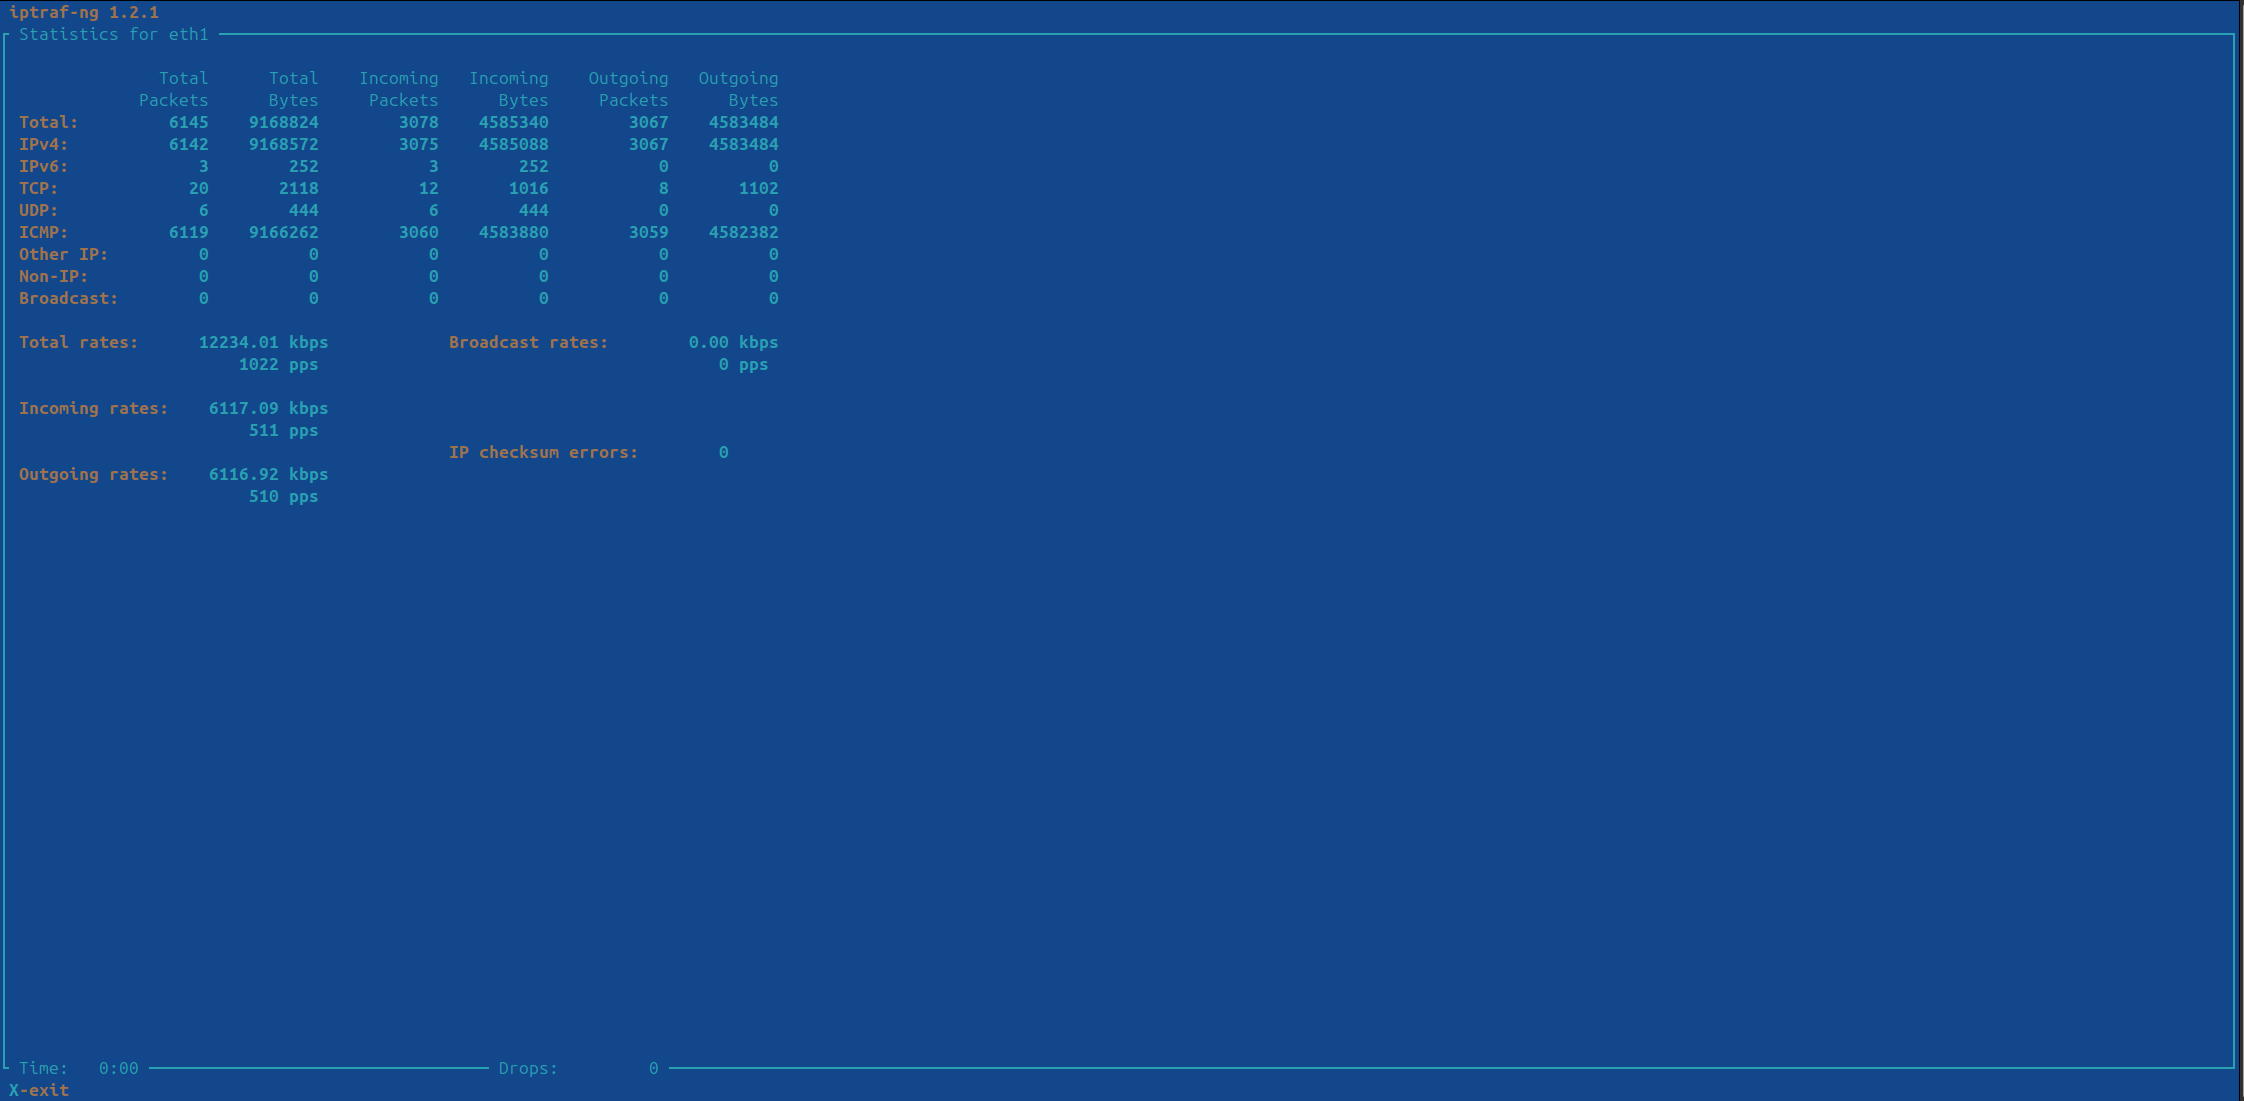 iptraf-ng 1.2.1
Statistics for eth1
Total Total Incoming Incoming Outgoing Outgoing
Packets Bytes Packets Bytes Packets Bytes
Total: 6145 9168824 3078 4585340 3067 4583484
IPv4: 6142 9168572 3075 4585088 3067 4583484
IPv6: 3 252 3 252 0 0
TCP: 20 2118 12 1016 8 1102
UDP: 6 444 6 444 0 0
ICMP: 6119 9166262 3060 4583880 3059 4582382
Other IP: 0 0 0 0 0 0
Non-IP: 0 0 0 0 0 0
Broadcast: 0 0 0 0 0 0
Total rates: 12234.01 kbps Broadcast rates: 0.00 kbps
1022 pps 0 pps
Incoming rates: 6117.09 kbps
511 pps
IP checksum errors: 0
Outgoing rates: 6116.92 kbps
510 pps
Time: 0:00 Drops: 0
X-exit